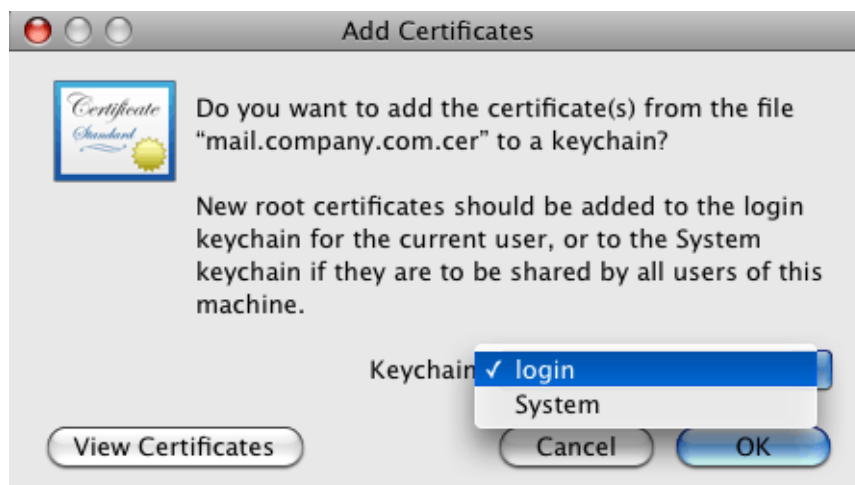 Add Certificates
Certificate
Standard
Do you want to add the certificate(s) from the file
“mail.company.com.cer” to a keychain?
New root certificates should be added to the login
keychain for the current user, or to the System
keychain if they are to be shared by all users of this
machine.
Keychain ✓ login
System
View Certificates Cancel OK